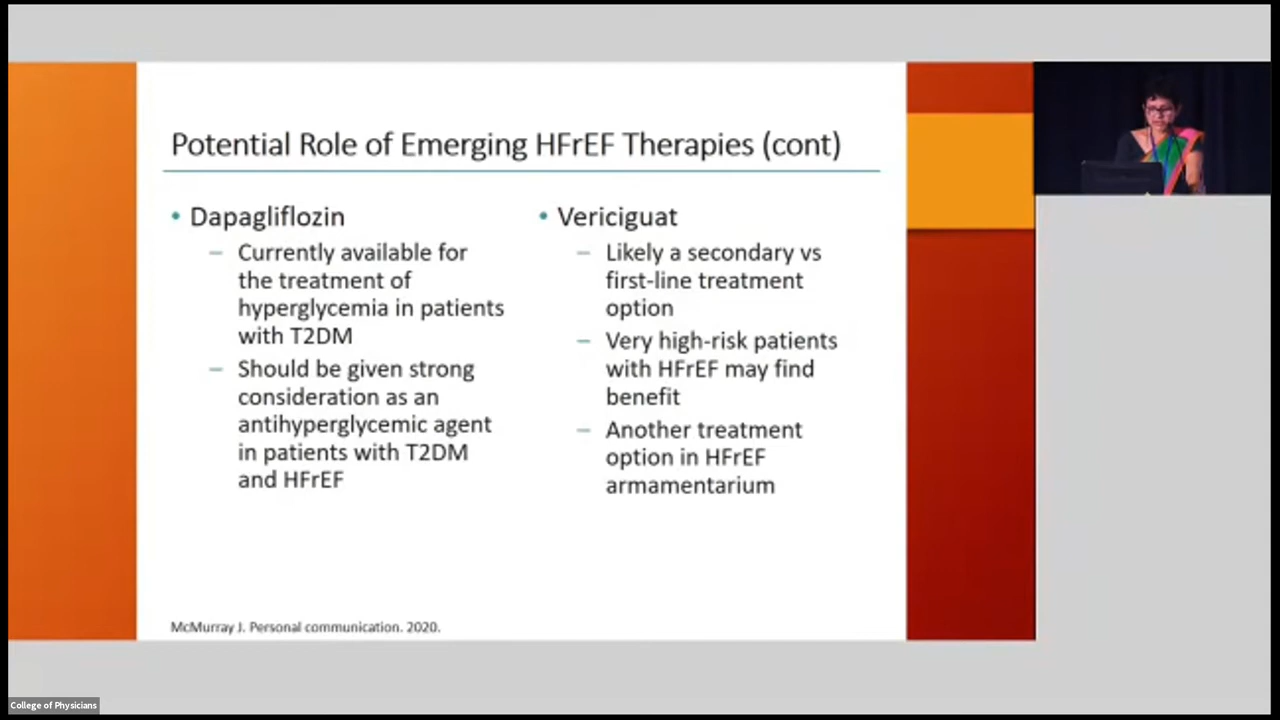 Potential Role of Emerging HFrEF Therapies (cont)
• Dapagliflozin
– Currently available for
the treatment of
hyperglycemia in patients
with T2DM
– Should be given strong
consideration as an
antihyperglycemic agent
in patients with T2DM
and HFrEF
• Vericiguat
– Likely a secondary vs
first-line treatment
option
– Very high-risk patients
with HFrEF may find
benefit
– Another treatment
option in HFrEF
armamentarium
McMurray J. Personal communication. 2020.
College of Physicians